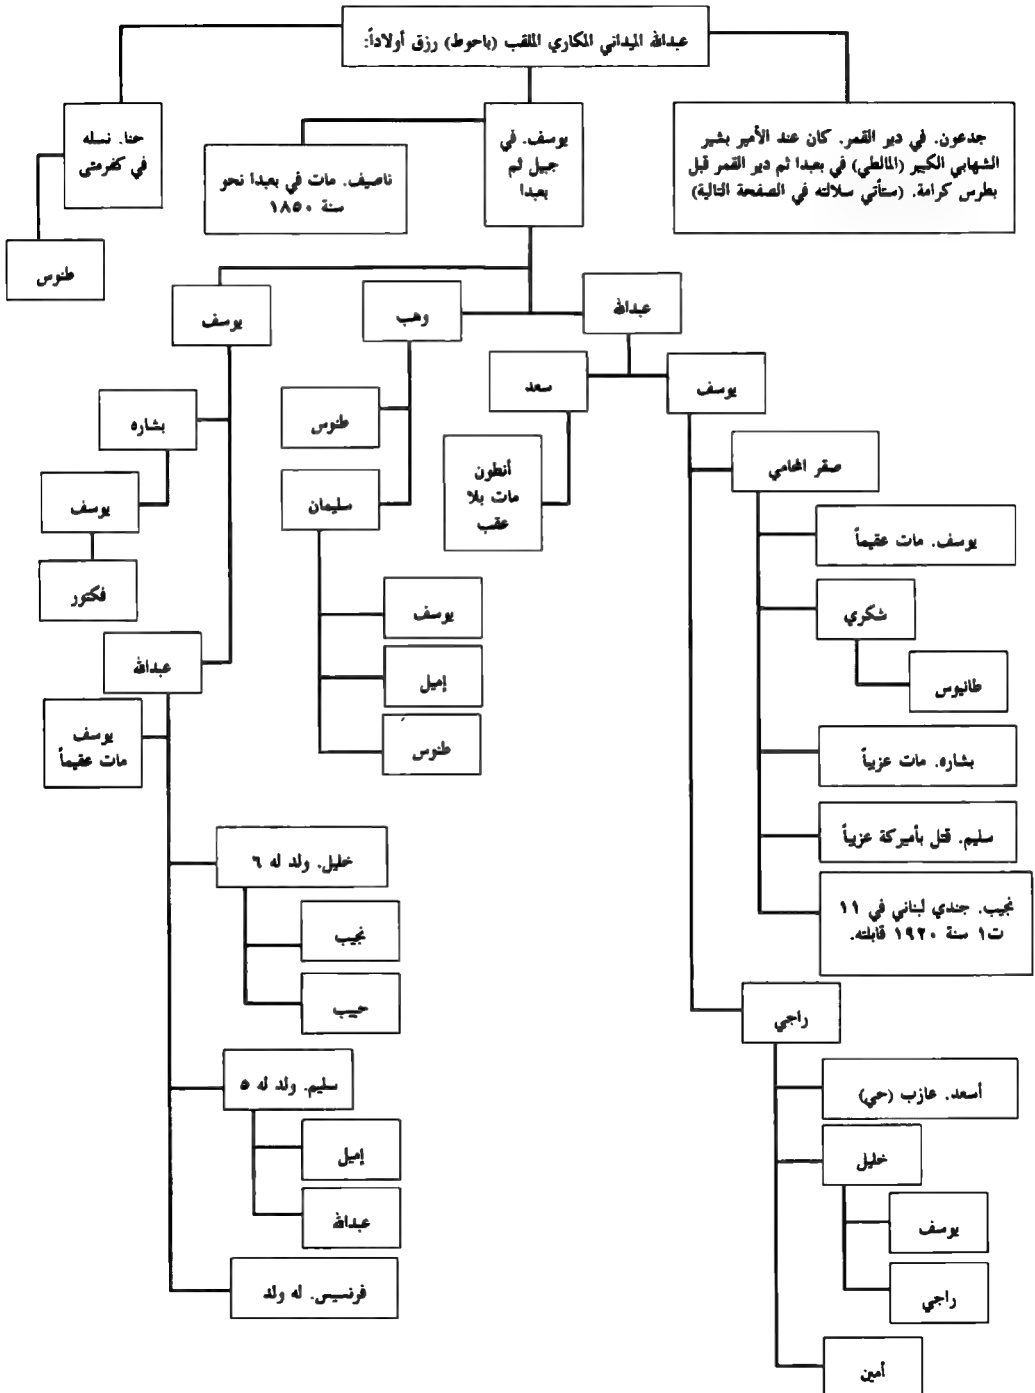 عبدالله الميداني المكاري الملقب (باحوط) رزق أولاداً:
جدعون. في دير القمر. كان عند الأمير بشير
الشهابي الكبير (المالطي) في بعبدا ثم دير القمر قبل
بطرس كرامة. (ستأتي سلالته في الصفحة التالية)
يوسف. في
جبيل ثم
بعبدا
ناصيف. مات في بعبدا نحو
سنة ١٨٥٠
حنا. نسله
في كفرمتى
طنوس
عبدالله
وهب
يوسف
يوسف
سعد
أنطون
مات بلا
عقب
صقر المحامي
يوسف. مات عقيماً
شكري
طانيوس
بشاره. مات عزبياً
سليم. قتل بأميركة عزبياً
نجيب. جندي لبناني في ١١
ت١ سنة ١٩٢٠ قابلته.
راجي
أسعد. عازب (حي)
خليل
يوسف
راجي
أمين
طنوس
سليمان
يوسف
إميل
طنوس
بشاره
يوسف
فكتور
عبدالله
يوسف
مات عقيماً
خليل. ولد له ٦
نجيب
حبيب
سليم. ولد له ٥
إميل
عبدالله
فرنسيس. له ولد